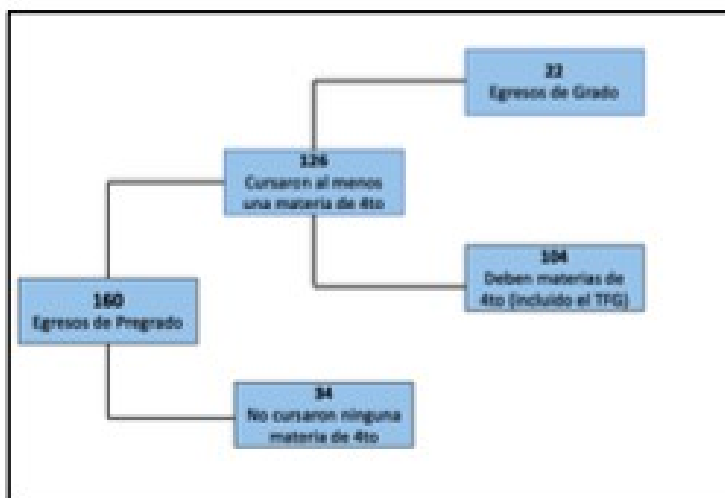 22
Egresos de Grado
126
Cursaron al menos
una materia de 4to
104
Deben materias de
4to (incluido el TFG)
160
Egresos de Pregrado
34
No cursaron ninguna
materia de 4to